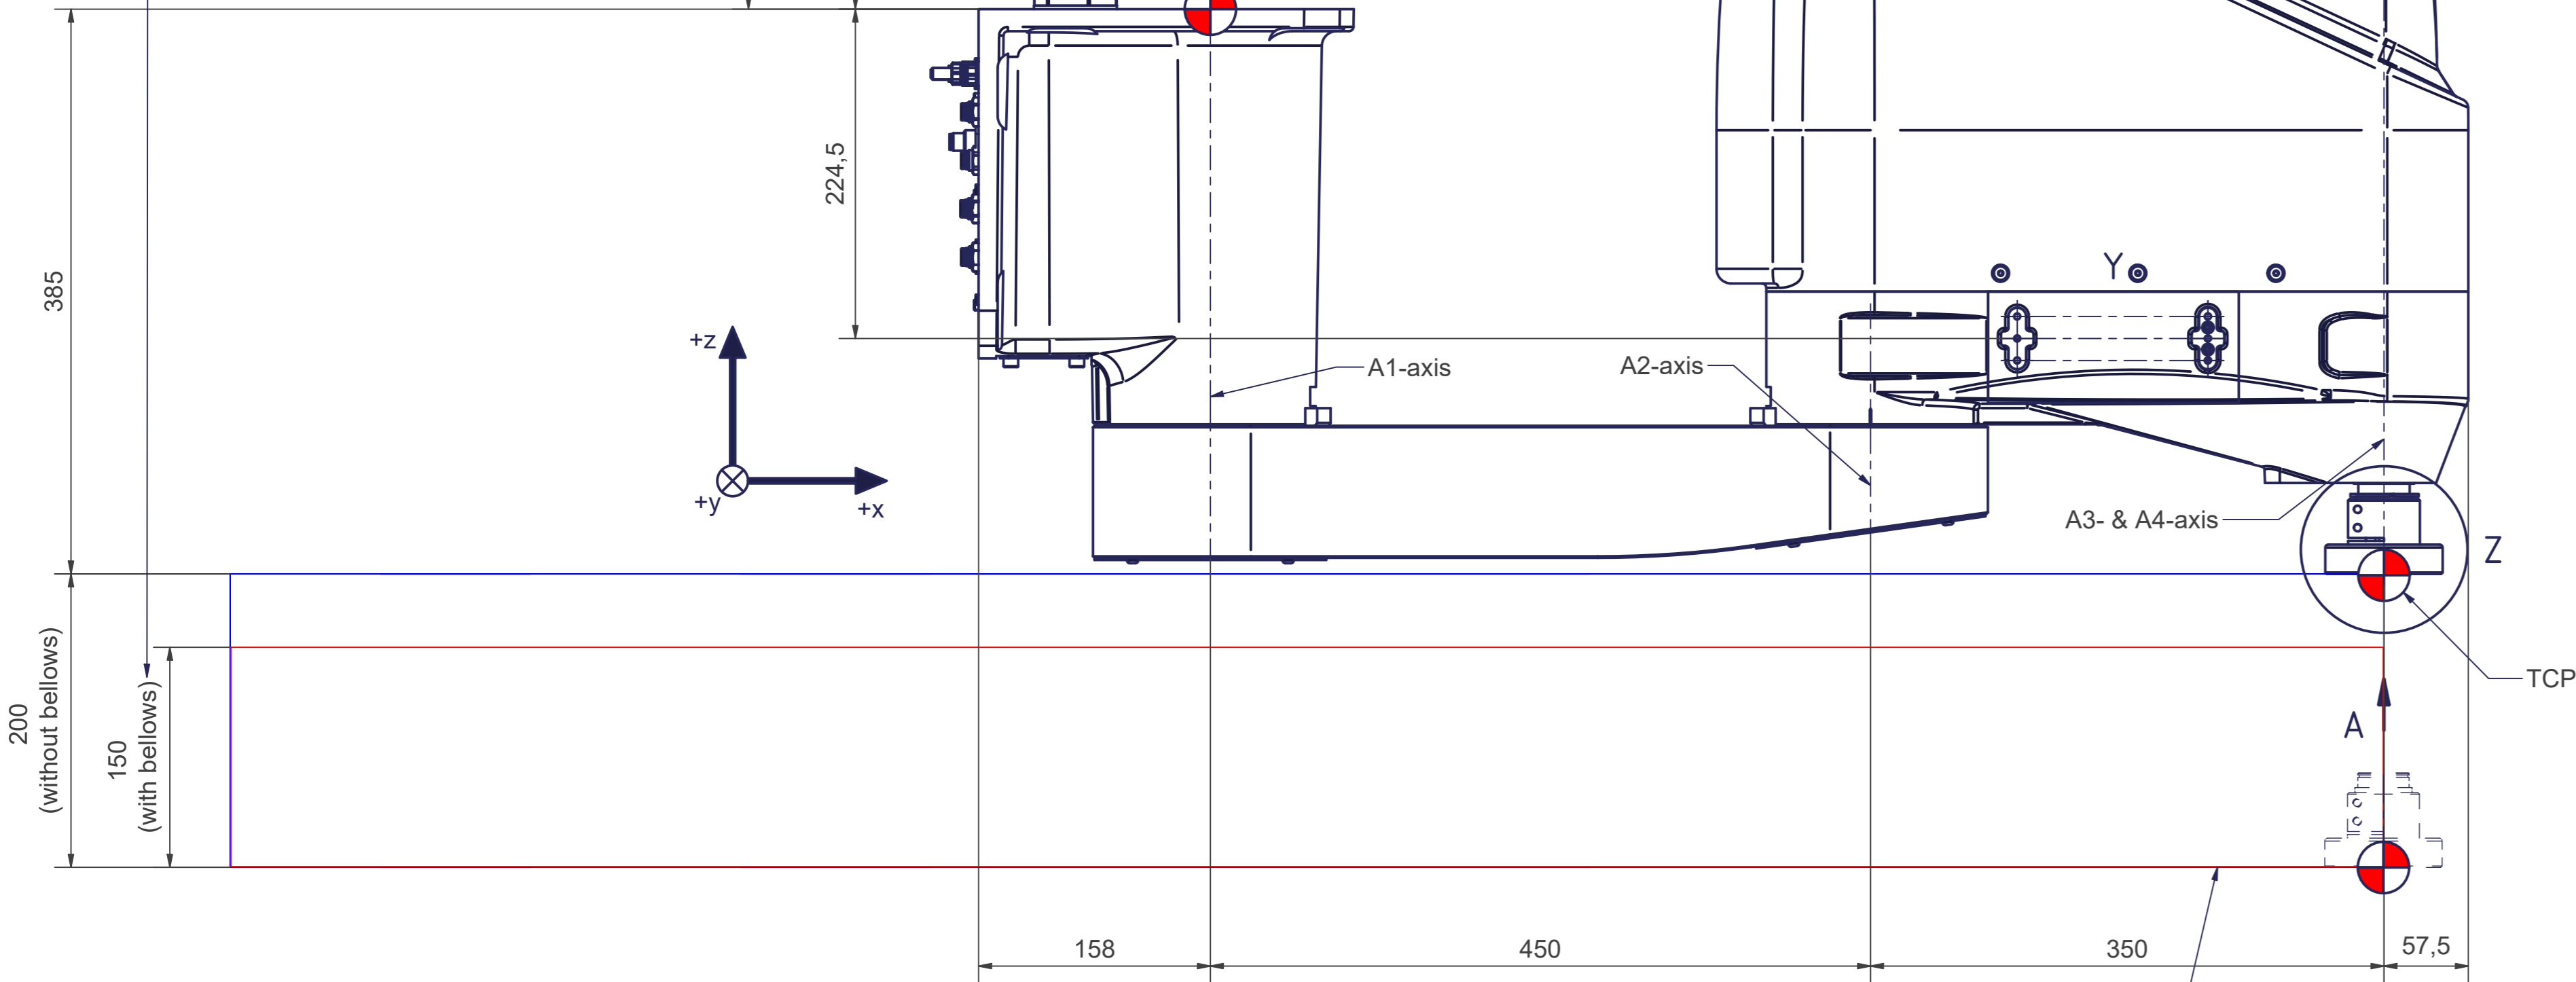 224,5
385
Y
+z
A1-axis
A2-axis
+y
+x
A3- & A4-axis
Z
TCP
200
(without bellows)
150
(with bellows)
A
158
450
350
57,5